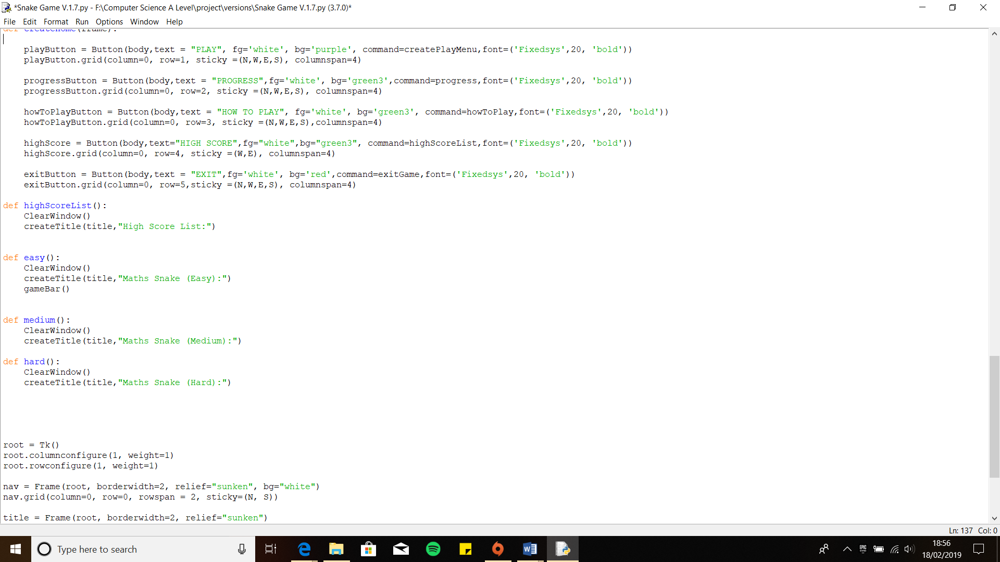 *Snake Game V.1.7.py - F:\Computer Science A Level\project\versions\Snake Game V.1.7.py (3.7.0)*
File Edit Format Run Options Window Help
def createHome(frame):
playButton = Button(body,text = "PLAY", fg='white', bg='purple', command=createPlayMenu,font=('Fixedsys',20, 'bold'))
playButton.grid(column=0, row=1, sticky =(N,W,E,S), columnspan=4)
progressButton = Button(body,text = "PROGRESS",fg='white', bg='green3',command=progress,font=('Fixedsys',20, 'bold'))
progressButton.grid(column=0, row=2, sticky =(N,W,E,S), columnspan=4)
howToPlayButton = Button(body,text = "HOW TO PLAY", fg='white', bg='green3', command=howToPlay,font=('Fixedsys',20, 'bold'))
howToPlayButton.grid(column=0, row=3, sticky =(N,W,E,S),columnspan=4)
highScore = Button(body,text="HIGH SCORE",fg="white",bg="green3", command=highScoreList,font=('Fixedsys',20, 'bold'))
highScore.grid(column=0, row=4, sticky =(W,E), columnspan=4)
exitButton = Button(body,text = "EXIT",fg='white', bg='red',command=exitGame,font=('Fixedsys',20, 'bold'))
exitButton.grid(column=0, row=5,sticky =(N,W,E,S), columnspan=4)
def highScoreList():
ClearWindow()
createTitle(title,"High Score List:")
def easy():
ClearWindow()
createTitle(title,"Maths Snake (Easy):")
gameBar()
def medium():
ClearWindow()
createTitle(title,"Maths Snake (Medium):")
def hard():
ClearWindow()
createTitle(title,"Maths Snake (Hard):")
root = Tk()
root.columnconfigure(1, weight=1)
root.rowconfigure(1, weight=1)
nav = Frame(root, borderwidth=2, relief="sunken", bg="white")
nav.grid(column=0, row=0, rowspan = 2, sticky=(N, S))
title = Frame(root, borderwidth=2, relief="sunken")
Ln: 137 Col: 0
Type here to search
18:56
18/02/2019